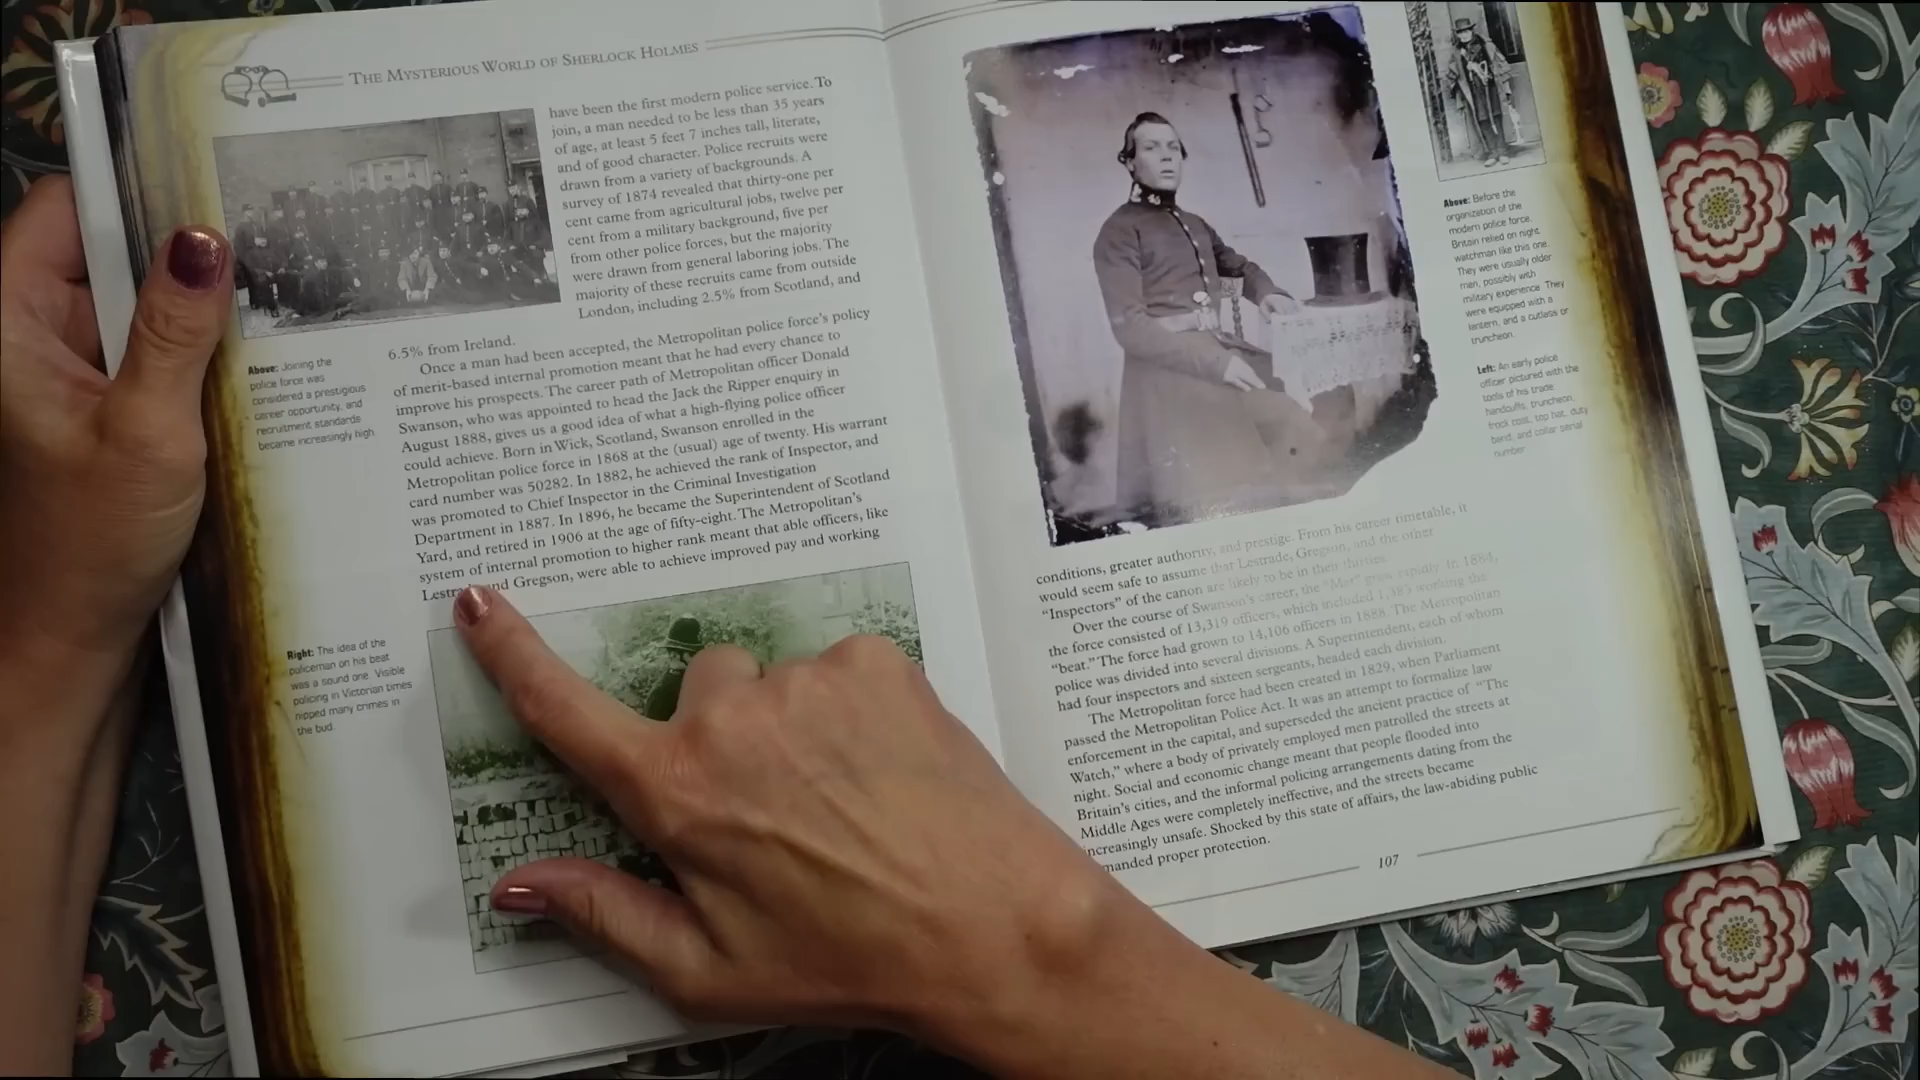 THE MYSTERIOUS WORLD OF SHERLOCK HOLMES
have been the first modern police service. To
join, a man needed to be less than 35 years
of age, at least 5 feet 7 inches tall, literate,
and of good character. Police recruits were
drawn from a variety of backgrounds. A
survey of 1874 revealed that thirty-one per
cent came from agricultural jobs, twelve per
cent from a military background, five per
from other police forces, but the majority
were drawn from general laboring jobs. The
majority of these recruits came from outside
London, including 2.5% from Scotland, and
6.5% from Ireland.
Once a man had been accepted, the Metropolitan police force's policy
of merit-based internal promotion meant that he had every chance to
improve his prospects. The career path of Metropolitan officer Donald
Swanson, who was appointed to head the Jack the Ripper enquiry in
August 1888, gives us a good idea of what a high-flying police officer
could achieve. Born in Wick, Scotland, Swanson enrolled in the
Metropolitan police force in 1868 at the (usual) age of twenty. His warrant
card number was 50282. In 1882, he achieved the rank of Inspector, and
was promoted to Chief Inspector in the Criminal Investigation
Department in 1887. In 1896, he became the Superintendent of Scotland
Yard, and retired in 1906 at the age of fifty-eight. The Metropolitan's
system of internal promotion to higher rank meant that able officers, like
Gregson, were able to achieve improved pay and working
Above: Joining the
police force was
considered a prestigious
career opportunity, and
recruitment standards
became increasingly high.
Right: The idea of the
policeman on his beat
was a sound one. Visible
policing in Victorian times
nipped many crimes in
the bud.
Above: Before the
organization of the
modern police force,
Britain relied on night
watchman like this one.
They were usually older
men, possibly with
military experience. They
were equipped with a
lantern, and a cutlass or
truncheon.
Left: An early police
officer pictured with the
tools of his trade
handcuffs, truncheon,
frock coat, top hat, duty
band, and collar serial
number
conditions, greater authority, and prestige. From his career timetable, it
would seem safe to assume that Lestrade, Gregson, and the other
"Inspectors" of the canon are likely to be in their thirties.
Over the course of Swanson's career, the "Met" grew rapidly. In 1884,
the force consisted of 13,319 officers, which included 1,383 working the
"beat." The force had grown to 14,106 officers in 1888. The Metropolitan
police was divided into several divisions. A Superintendent, each of whom
had four inspectors and sixteen sergeants, headed each division.
The Metropolitan force had been created in 1829, when Parliament
passed the Metropolitan Police Act. It was an attempt to formalize law
enforcement in the capital, and superseded the ancient practice of "The
Watch," where a body of privately employed men patrolled the streets at
night. Social and economic change meant that people flooded into
Britain's cities, and the informal policing arrangements dating from the
Middle Ages were completely ineffective, and the streets became
increasingly unsafe. Shocked by this state of affairs, the law-abiding public
proper protection.
107